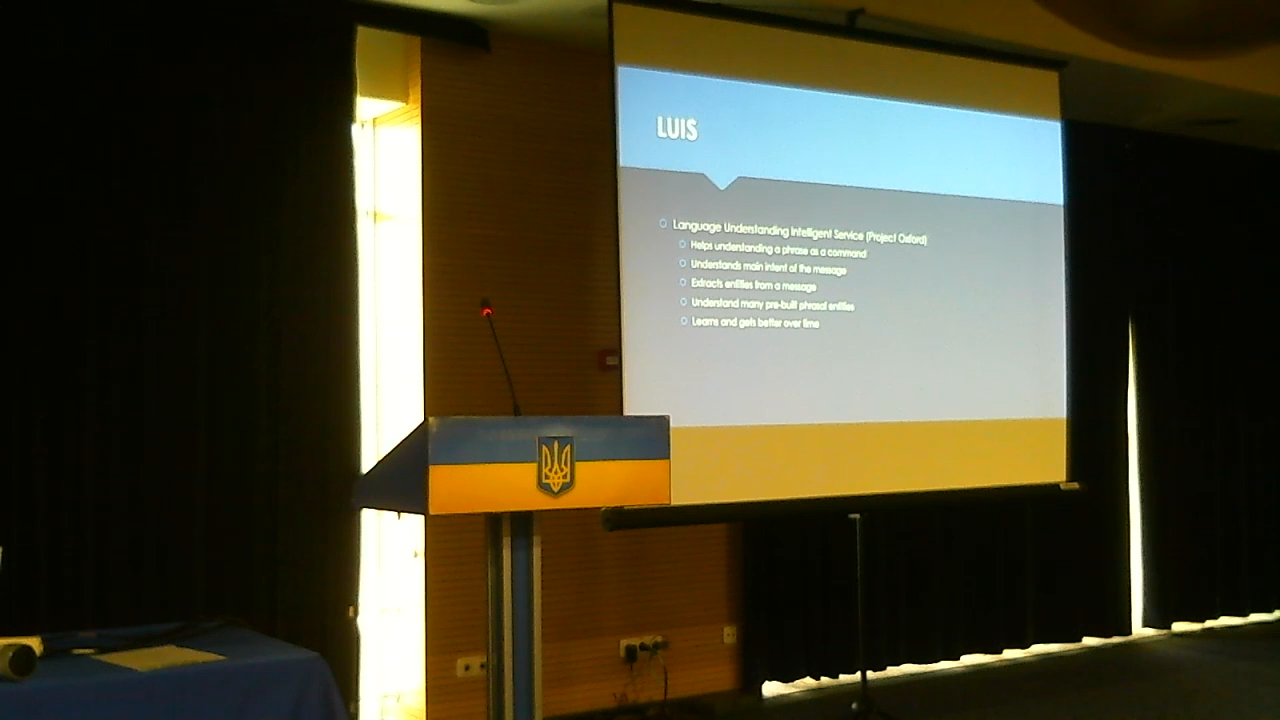 LUIS
Language Understanding Intelligent Service (Project Oxford)
Helps understanding a phrase as a command
Understands main intent of the message
Extracts entities from a message
Understand many pre-built phrasal entities
Learns and gets better over time